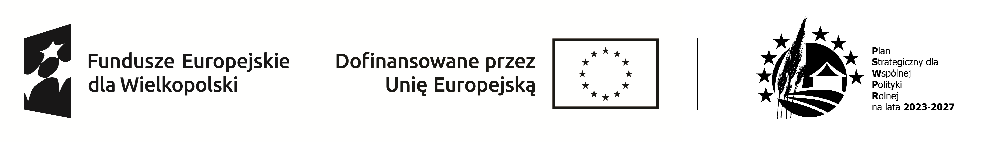 Fundusze Europejskie
dla Wielkopolski
Dofinansowane przez
Unię Europejską
Plan
Strategiczny dla
Wspólnej
Polityki
Rolnej
na lata 2023-2027